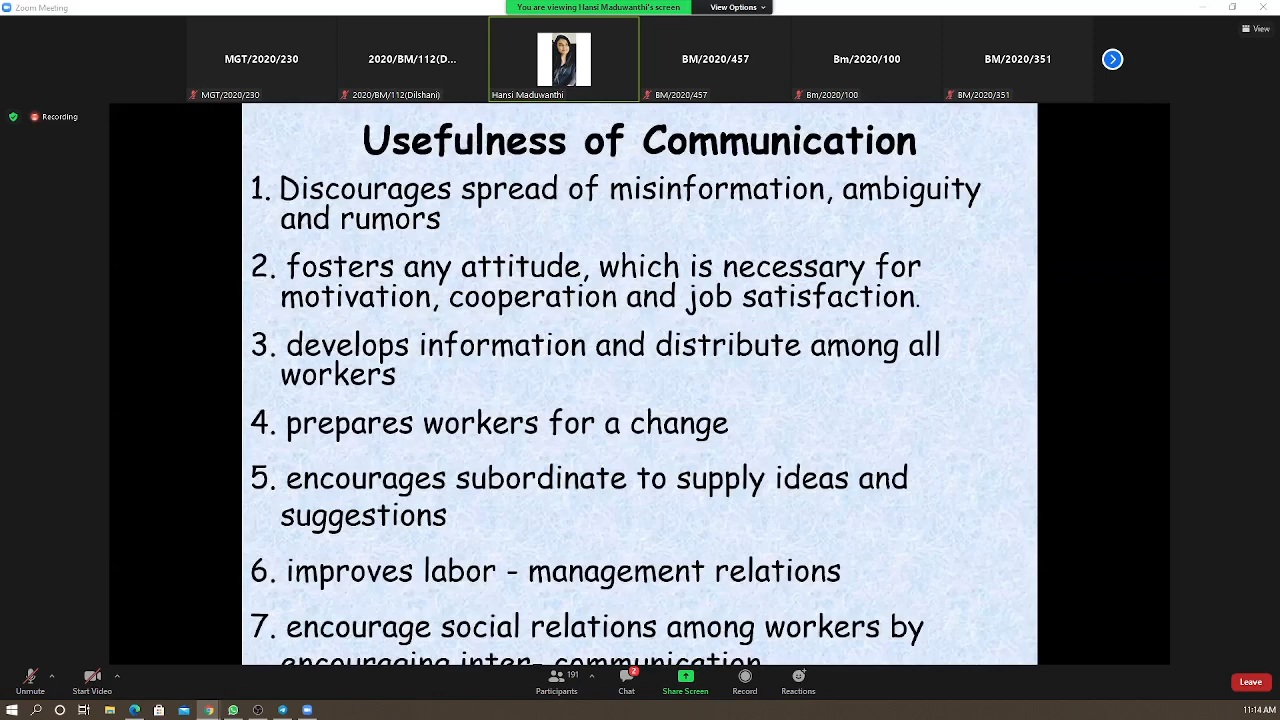 Zoom Meeting
You are viewing Hansi Maduwanthi's screen
View Options
View
MGT/2020/230
2020/BM/112(D...
BM/2020/457
Bm/2020/100
BM/2020/351
MGT/2020/230
2020/BM/112(Dilshani)
Hansi Maduwanthi
BM/2020/457
Bm/2020/100
BM/2020/351
Recording
Usefulness of Communication
1. Discourages spread of misinformation, ambiguity
and rumors
2. fosters any attitude, which is necessary for
motivation, cooperation and job satisfaction.
3. develops information and distribute among all
workers
4. prepares workers for a change
5. encourages subordinate to supply ideas and
suggestions
6. improves labor - management relations
7. encourage social relations among workers by
encouraging inter- communication
191
2
Unmute
Start Video
Participants
Chat
Share Screen
Record
Reactions
Leave
11:14 AM